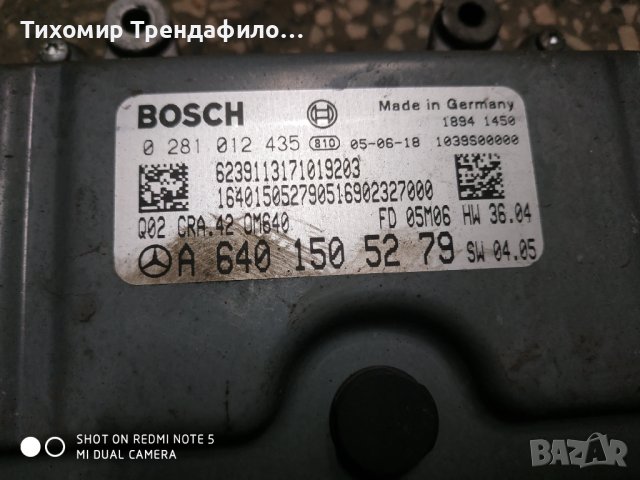 Тихомир Трендафило...
BOSCH
Made in Germany
1894 1450
0 281 012 435 810 05-06-18 1039S00000
6239113171019203
164015052790516902327000
Q02 CRA.42 OM640 FD 05M06 HW 36.04
A 640 150 52 79 SW 04.05
SHOT ON REDMI NOTE 5
MI DUAL CAMERA
BAZAR